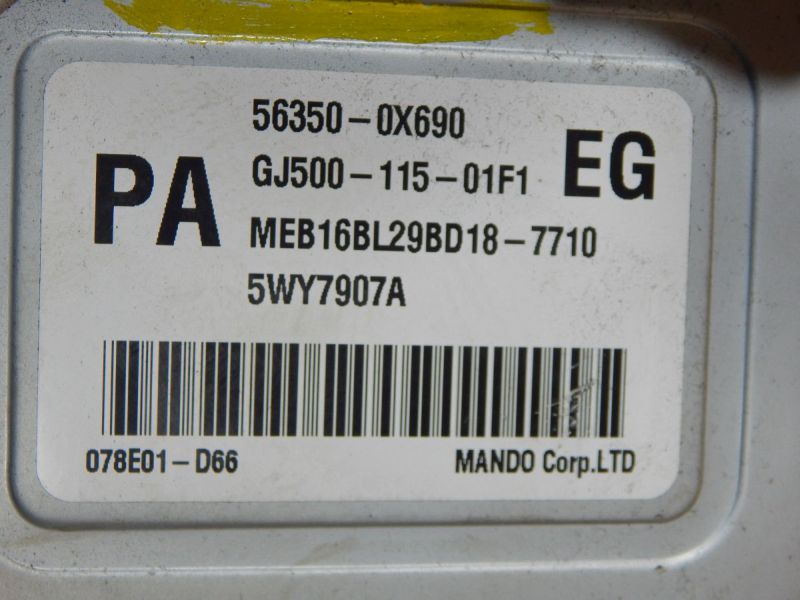 56350-0X690
PA GJ500-115-01F1 EG
MEB16BL29BD18-7710
5WY7907A
078E01-D66 MANDO Corp.LTD